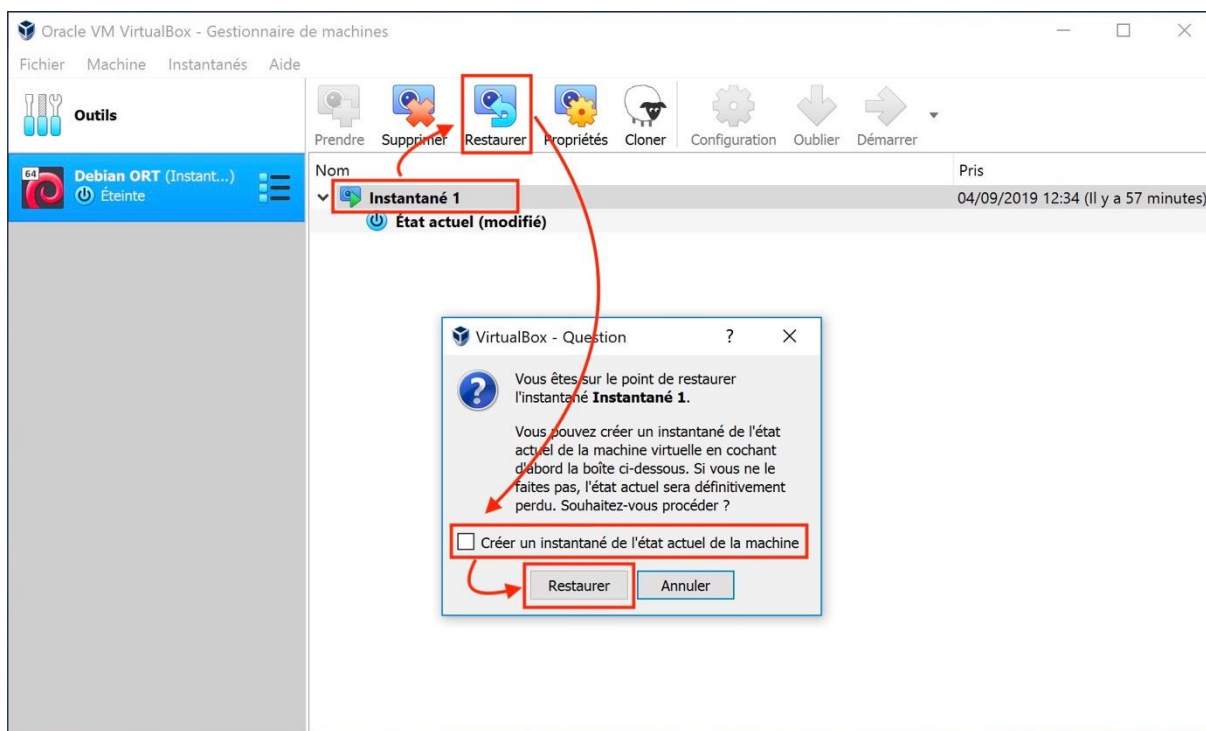 Oracle VM VirtualBox - Gestionnaire de machines
Fichier Machine Instantanés Aide
Outils
Prendre Supprimer Restaurer Propriétés Cloner Configuration Oublier Démarrer
64
Debian ORT (Instant...)
Éteinte
Nom Pris
Instantané 1 04/09/2019 12:34 (Il y a 57 minutes)
État actuel (modifié)
VirtualBox - Question ?
Vous êtes sur le point de restaurer
l'instantané Instantané 1.
Vous pouvez créer un instantané de l'état
actuel de la machine virtuelle en cochant
d'abord la boîte ci-dessous. Si vous ne le
faites pas, l'état actuel sera définitivement
perdu. Souhaitez-vous procéder ?
Créer un instantané de l'état actuel de la machine
Restaurer Annuler